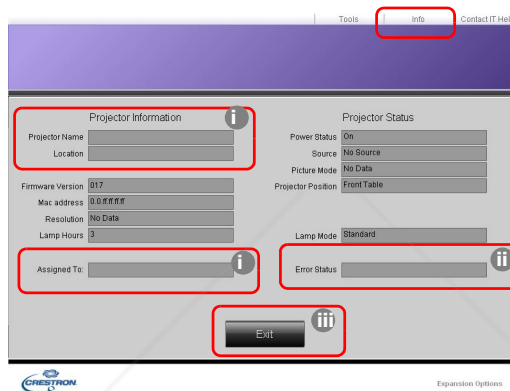 Tools Info Contact IT Hel
Projector Information i Projector Status
Projector Name Power Status On
Location Source No Source
Picture Mode No Data
Firmware Version 017 Projector Position Front Table
Mac address 0.0.ff.ff.ff.ff
Resolution No Data
Lamp Hours 3 Lamp Mode Standard
Assigned To: i Error Status ii
Exit iii
CRESTRON Expansion Options